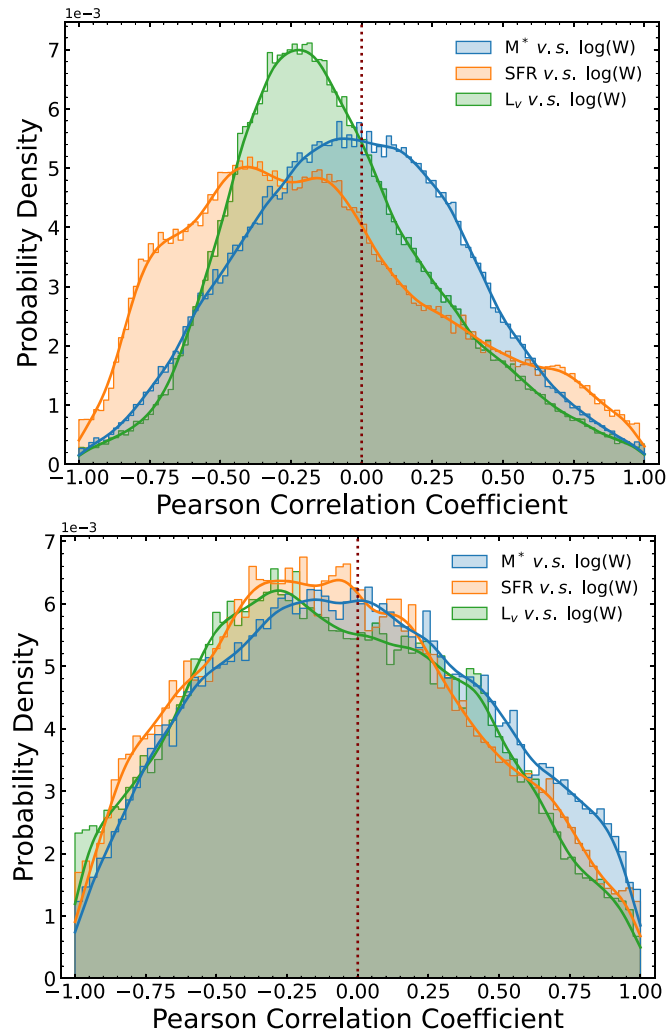 1e−3
7
6
5
4
3
2
1
0
Probability Density
M* v.s. log(W)
SFR v.s. log(W)
Lv v.s. log(W)
−1.00 −0.75 −0.50 −0.25 0.00 0.25 0.50 0.75 1.00
Pearson Correlation Coefficient
1e−3
7
6
5
4
3
2
1
0
Probability Density
M* v.s. log(W)
SFR v.s. log(W)
Lv v.s. log(W)
−1.00 −0.75 −0.50 −0.25 0.00 0.25 0.50 0.75 1.00
Pearson Correlation Coefficient